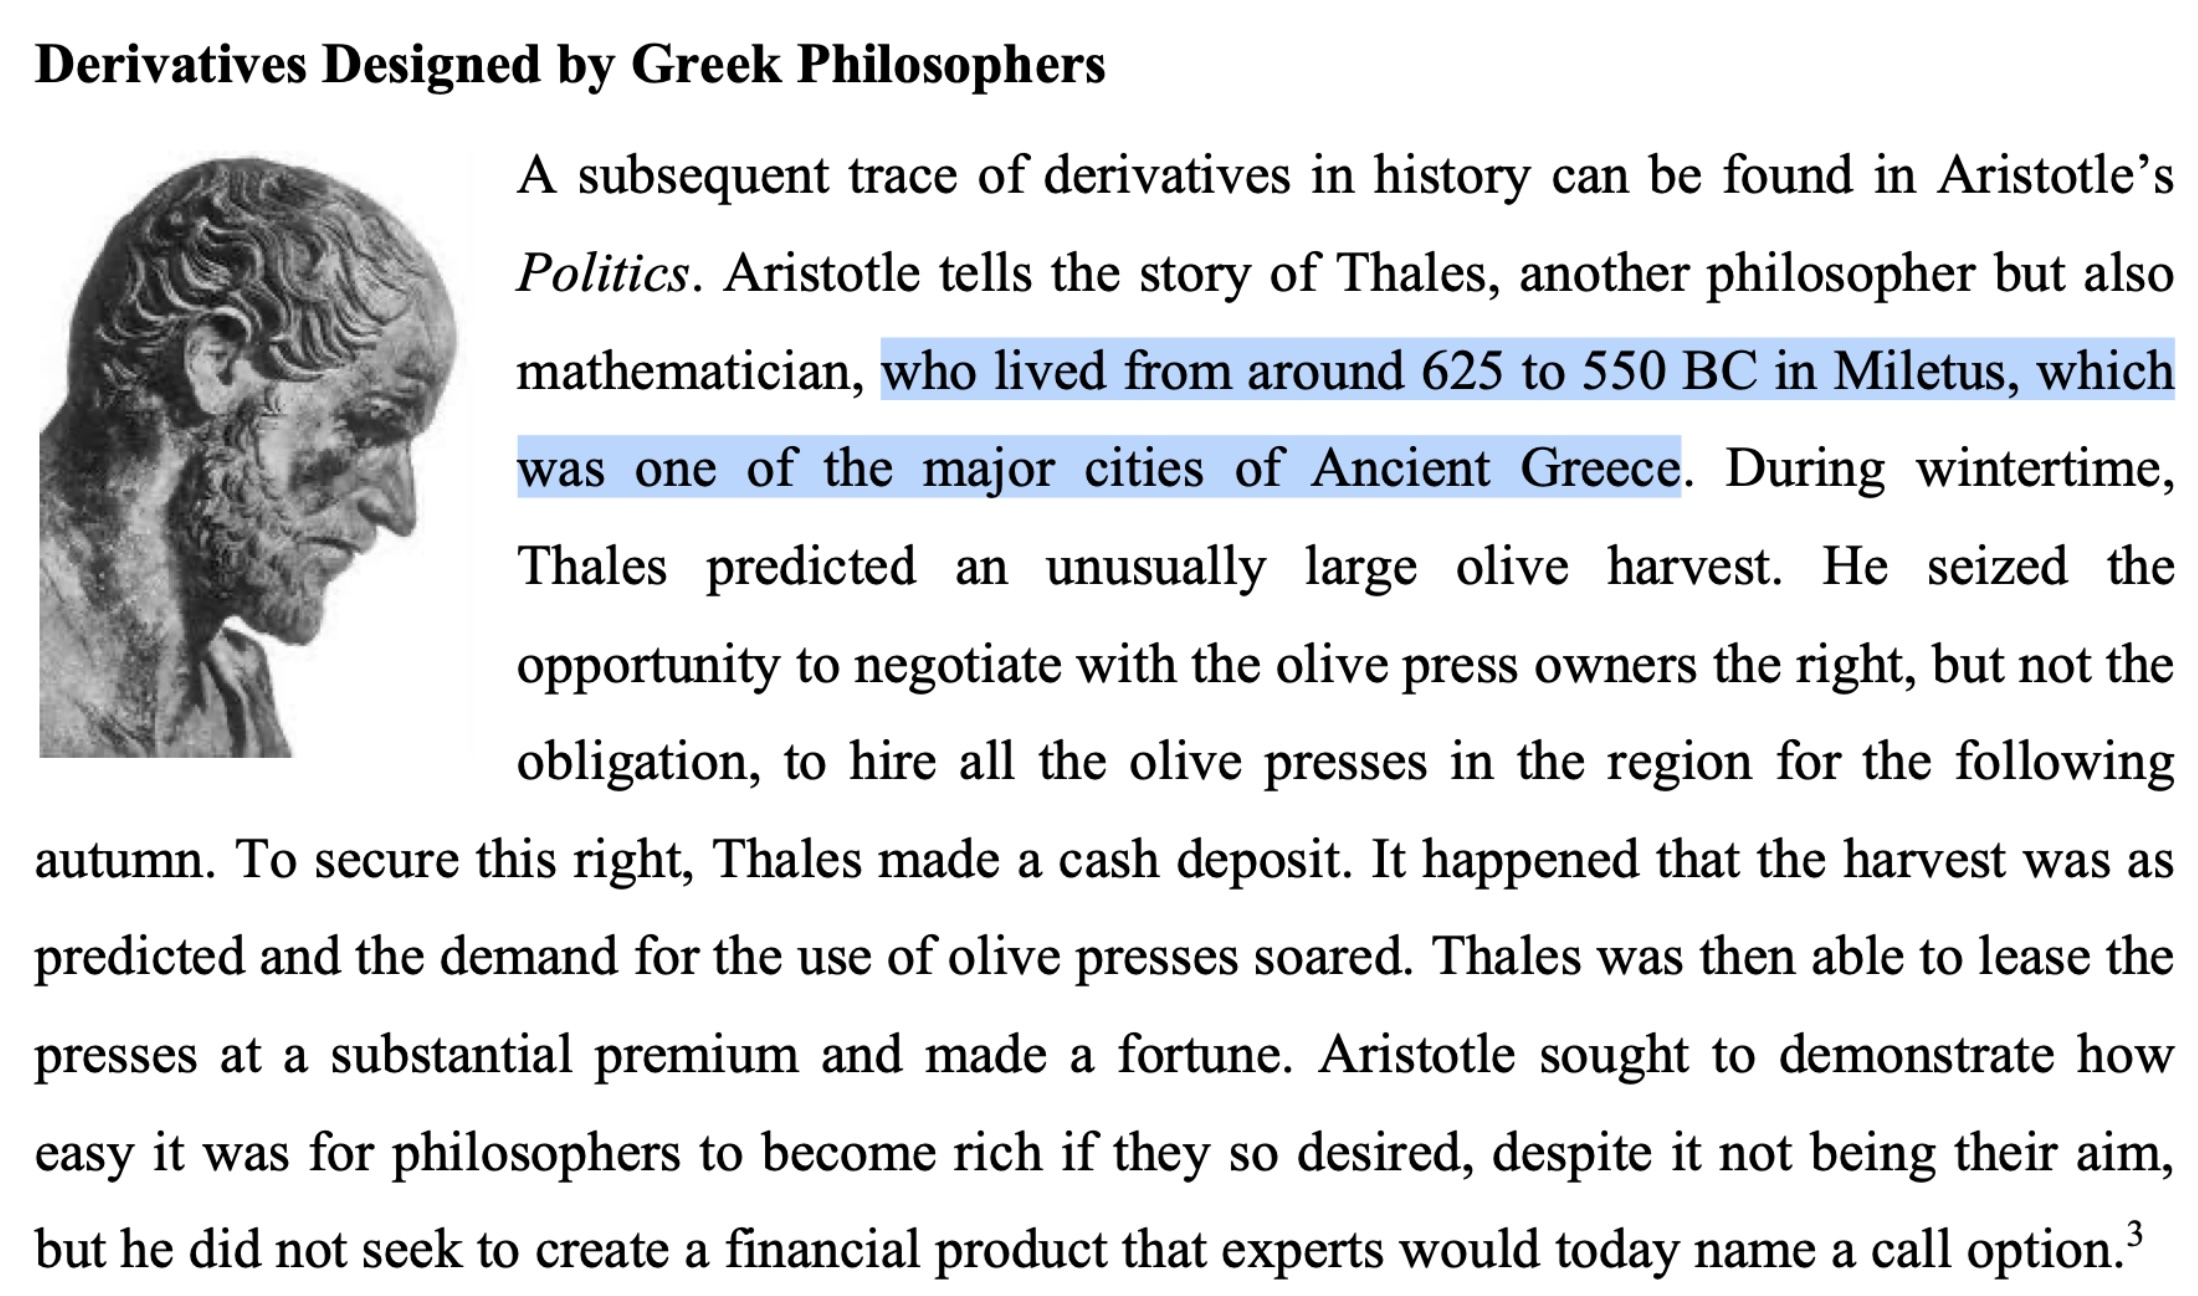 Derivatives Designed by Greek Philosophers
A subsequent trace of derivatives in history can be found in Aristotle’s
Politics. Aristotle tells the story of Thales, another philosopher but also
mathematician, who lived from around 625 to 550 BC in Miletus, which
was one of the major cities of Ancient Greece. During wintertime,
Thales predicted an unusually large olive harvest. He seized the
opportunity to negotiate with the olive press owners the right, but not the
obligation, to hire all the olive presses in the region for the following
autumn. To secure this right, Thales made a cash deposit. It happened that the harvest was as
predicted and the demand for the use of olive presses soared. Thales was then able to lease the
presses at a substantial premium and made a fortune. Aristotle sought to demonstrate how
easy it was for philosophers to become rich if they so desired, despite it not being their aim,
but he did not seek to create a financial product that experts would today name a call option.³